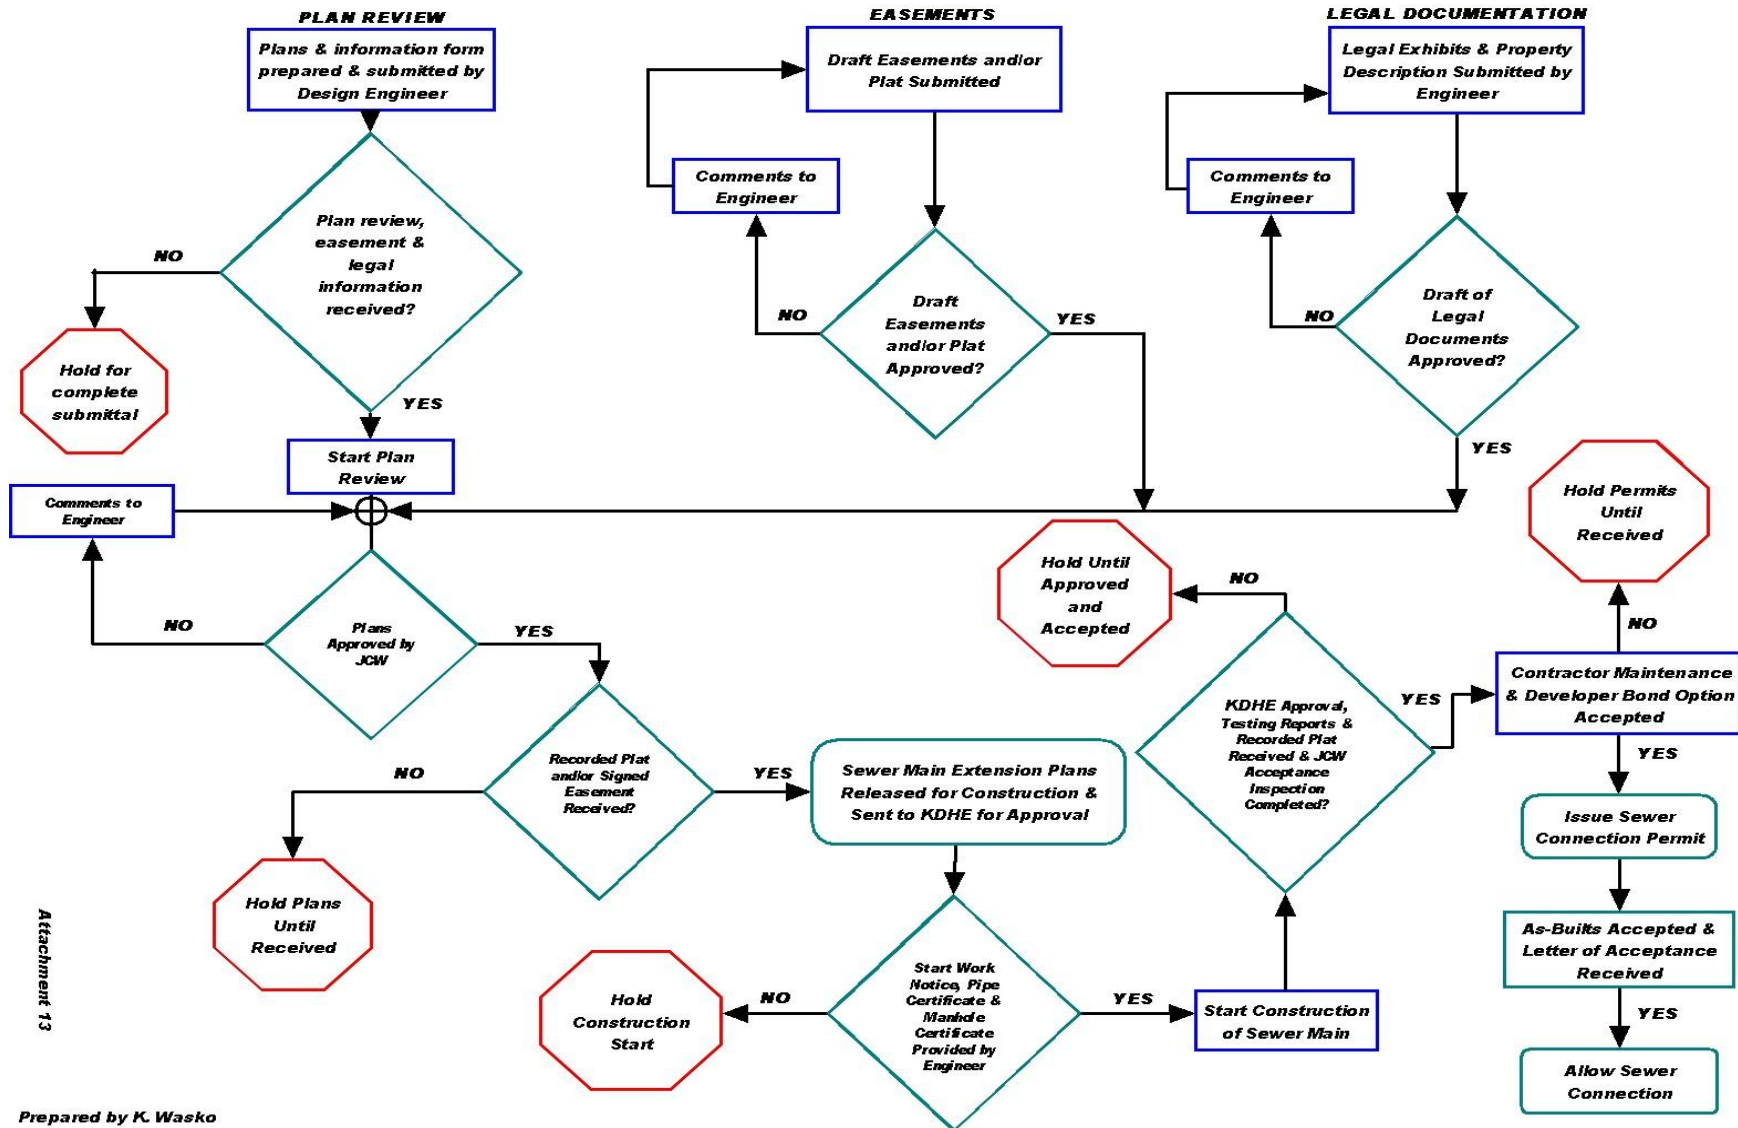 PLAN REVIEW
Plans & information form
prepared & submitted by
Design Engineer
Plan review,
easement &
legal
information
received?
NO
Hold for
complete
submittal
YES
Start Plan
Review
Comments to
Engineer
NO
Plans
Approved by
JCW
YES
EASEMENTS
Draft Easements and/or
Plat Submitted
Comments to
Engineer
NO
Draft
Easements
and/or Plat
Approved?
YES
LEGAL DOCUMENTATION
Legal Exhibits & Property
Description Submitted by
Engineer
Comments to
Engineer
NO
Draft of
Legal
Documents
Approved?
YES
Recorded Plat
and/or Signed
Easement
Received?
NO
Hold Plans
Until
Received
YES
Sewer Main Extension Plans
Released for Construction &
Sent to KDHE for Approval
Start Work
Notice, Pipe
Certificate &
Manhole
Certificate
Provided by
Engineer
NO
Hold
Construction
Start
YES
Start Construction
of Sewer Main
KDHE Approval,
Testing Reports &
Recorded Plat
Received & JCW
Acceptance
Inspection
Completed?
NO
Hold Until
Approved
and
Accepted
YES
Contractor Maintenance
& Developer Bond Option
Accepted
NO
Hold Permits
Until
Received
YES
Issue Sewer
Connection Permit
As-Builts Accepted &
Letter of Acceptance
Received
YES
Allow Sewer
Connection
Attachment 13
Prepared by K. Wasko